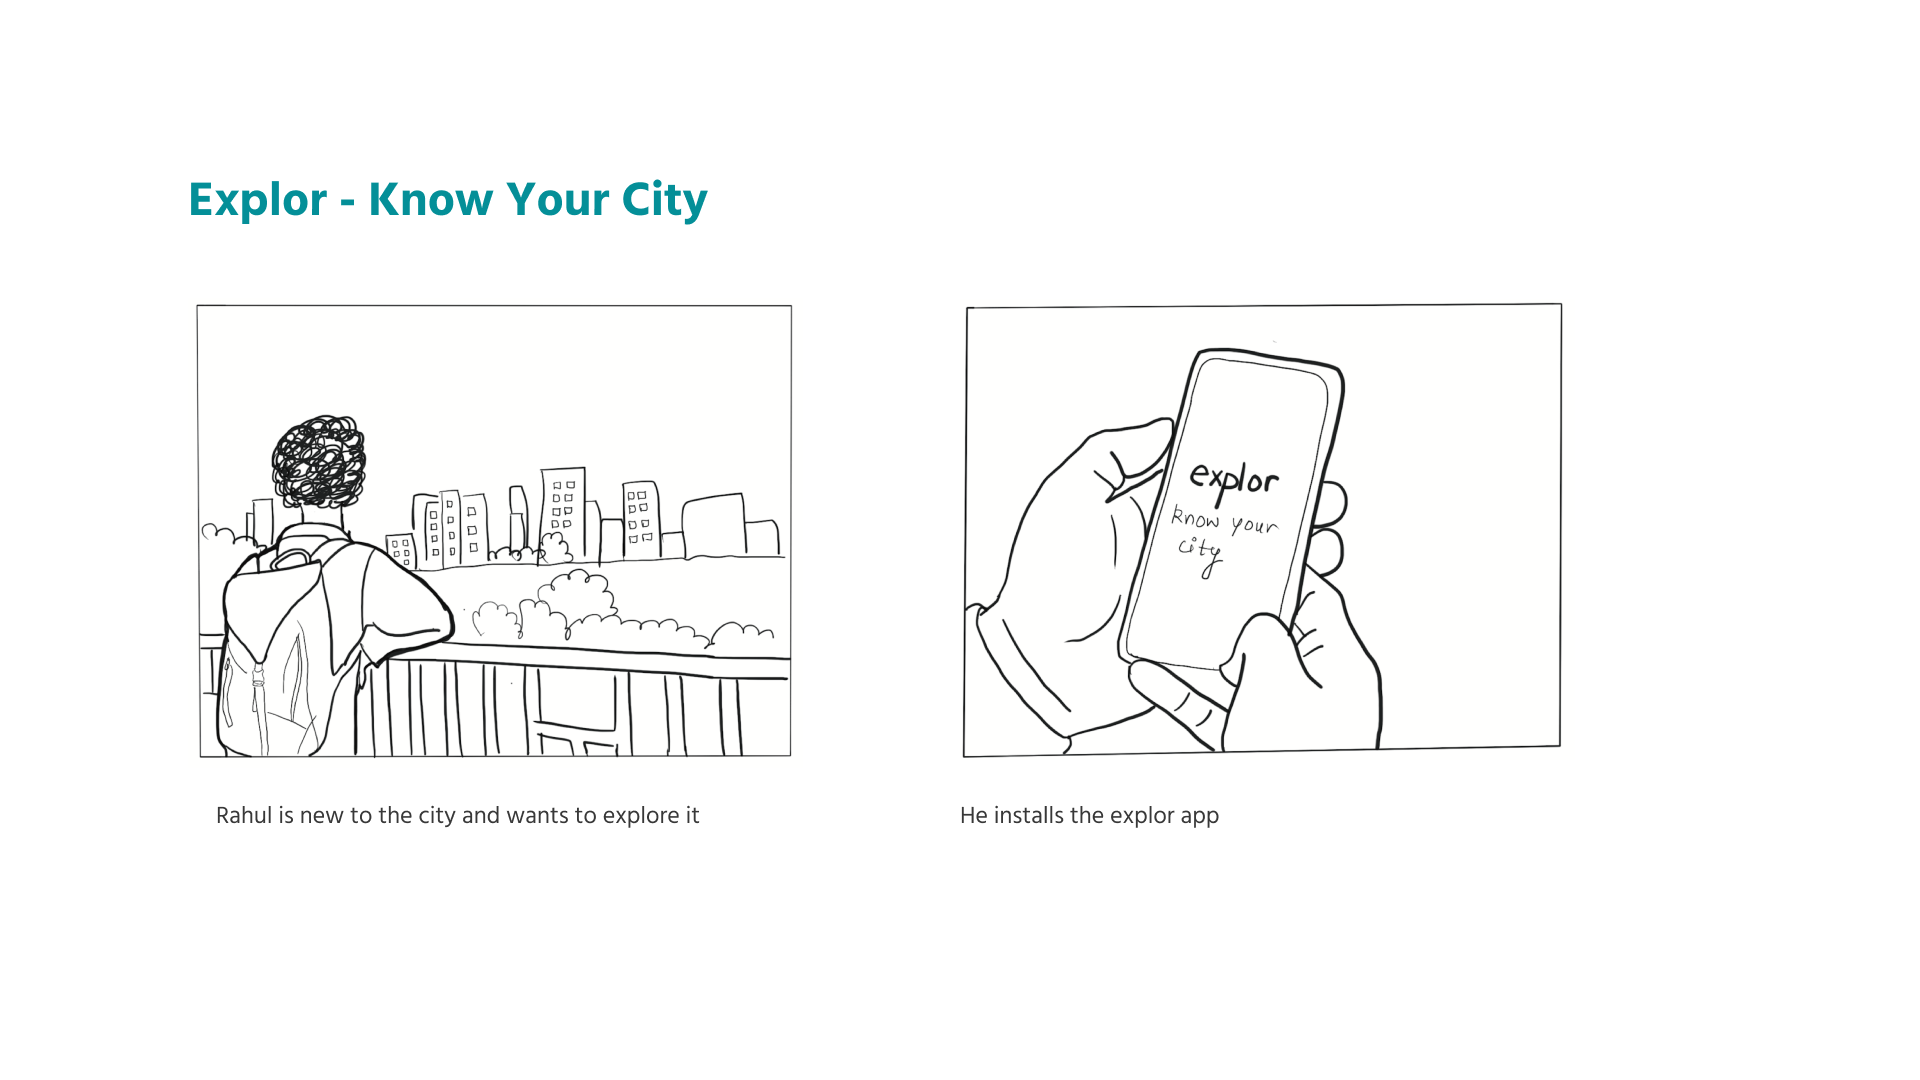 Explor - Know Your City
explor
know your
city
Rahul is new to the city and wants to explore it
He installs the explor app